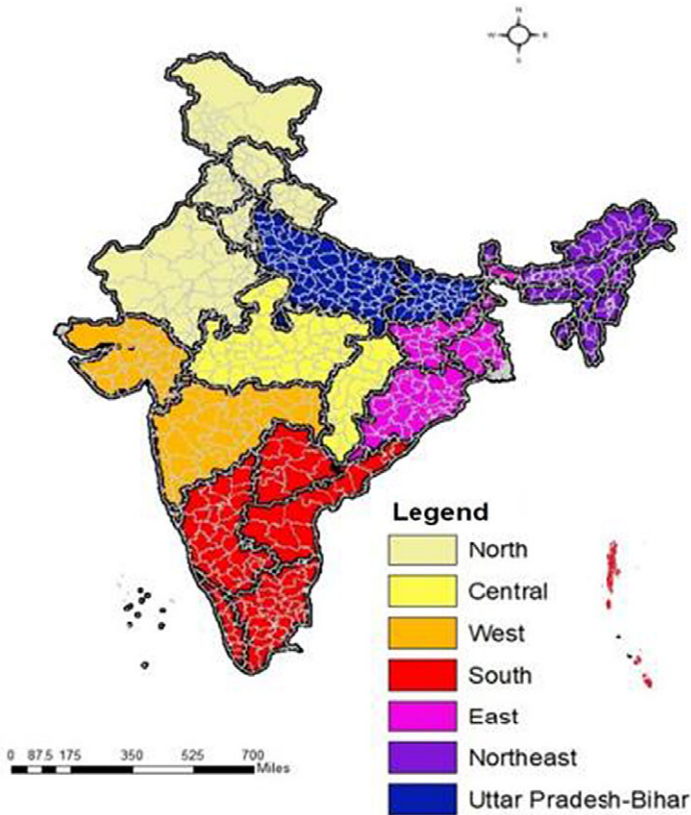 N
W E
S
Legend
North
Central
West
South
East
Northeast
Uttar Pradesh-Bihar
0 87.5 175 350 525 700
Miles